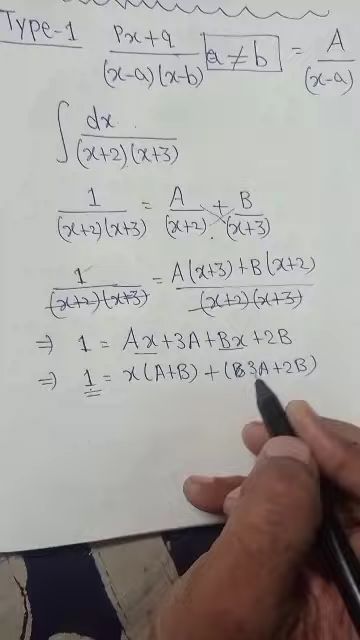 Type-1 Px+q/(x-a)(x-b) a≠b = A/(x-a)
∫ dx/(x+2)(x+3)
1/(x+2)(x+3) = A/(x+2) + B/(x+3)
1/(x+2)(x+3) = A(x+3)+B(x+2)/(x+2)(x+3)
⇒ 1 = Ax+3A+Bx+2B
⇒ 1 = x(A+B)+(3A+2B)